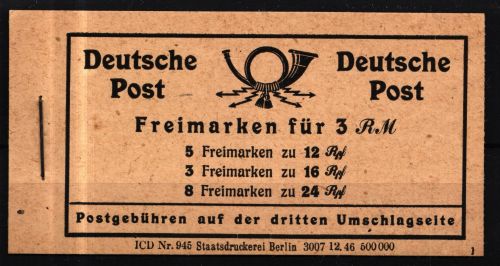 Deutsche Post
Deutsche Post
Freimarken für 3 RM
5 Freimarken zu 12 Rpf
3 Freimarken zu 16 Rpf
8 Freimarken zu 24 Rpf
Postgebühren auf der dritten Umschlagseite
ICD Nr. 945 Staatsdruckerei Berlin 3007 12. 46 500 000